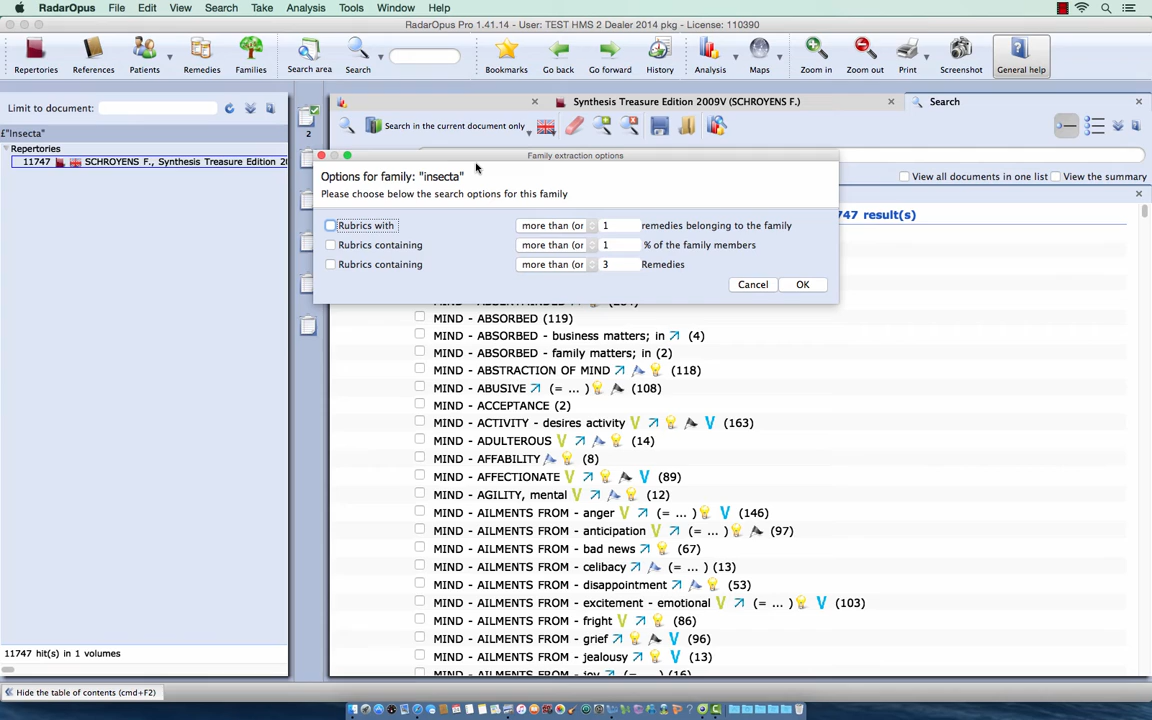 RadarOpus File Edit View Search Take Analysis Tools Window Help
RadarOpus Pro 1.41.14 - User: TEST HMS 2 Dealer 2014 pkg - License: 110390
Repertories References Patients Remedies Families Search area Search Bookmarks Go back Go forward History Analysis Maps Zoom in Zoom out Print Screenshot General help
Limit to document:
Synthesis Treasure Edition 2009V (SCHROYENS F.)
Search
2
Search in the current document only
f"Insecta"
Repertories
11747 SCHROYENS F., Synthesis Treasure Edition 20
Family extraction options
Options for family: "insecta"
Please choose below the search options for this family
View all documents in one list View the summary
747 result(s)
Rubrics with more than (or 1 remedies belonging to the family
Rubrics containing more than (or 1 % of the family members
Rubrics containing more than (or 3 Remedies
Cancel OK
MIND - ABSORBED (119)
MIND - ABSORBED - business matters; in (4)
MIND - ABSORBED - family matters; in (2)
MIND - ABSTRACTION OF MIND (118)
MIND - ABUSIVE (= ... ) (108)
MIND - ACCEPTANCE (2)
MIND - ACTIVITY - desires activity V V (163)
MIND - ADULTEROUS V (14)
MIND - AFFABILITY (8)
MIND - AFFECTIONATE V V (89)
MIND - AGILITY, mental V (12)
MIND - AILMENTS FROM - anger V (= ... ) V (146)
MIND - AILMENTS FROM - anticipation V (= ... ) (97)
MIND - AILMENTS FROM - bad news (67)
MIND - AILMENTS FROM - celibacy (= ... ) (13)
MIND - AILMENTS FROM - disappointment (53)
MIND - AILMENTS FROM - excitement - emotional V (= ... ) V (103)
MIND - AILMENTS FROM - fright (86)
MIND - AILMENTS FROM - grief V (96)
MIND - AILMENTS FROM - jealousy V (13)
MIND - AILMENTS FROM - joy (= ... ) (16)
11747 hit(s) in 1 volumes
Hide the table of contents (cmd+F2)